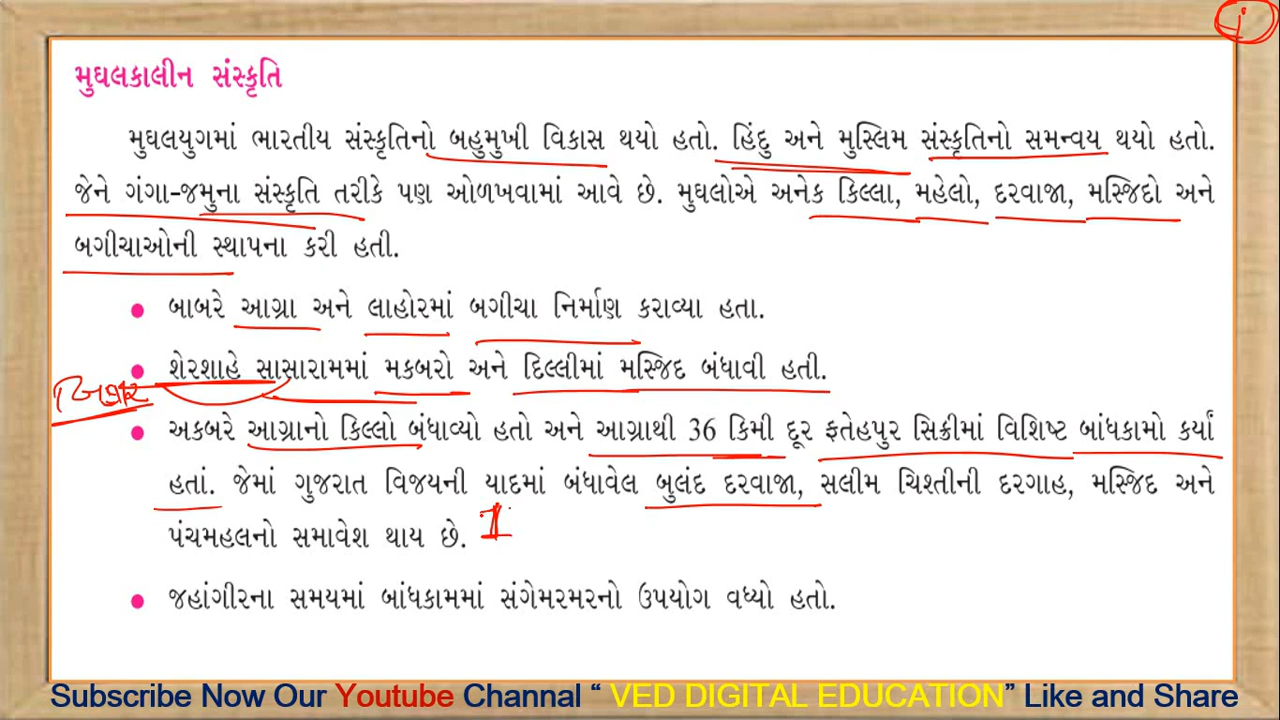 મુઘલકાલીન સંસ્કૃતિ
મુઘલયુગમાં ભારતીય સંસ્કૃતિનો બહુમુખી વિકાસ થયો હતો. હિંદુ અને મુસ્લિમ સંસ્કૃતિનો સમન્વય થયો હતો.
જેને ગંગા-જમુના સંસ્કૃતિ તરીકે પણ ઓળખવામાં આવે છે. મુઘલોએ અનેક કિલ્લા, મહેલો, દરવાજા, મસ્જિદો અને
બગીચાઓની સ્થાપના કરી હતી.
• બાબરે આગ્રા અને લાહોરમાં બગીચા નિર્માણ કરાવ્યા હતા.
• શેરશાહે સાસારામમાં મકબરો અને દિલ્લીમાં મસ્જિદ બંધાવી હતી.
બિહાર
• અકબરે આગ્રાનો કિલ્લો બંધાવ્યો હતો અને આગ્રાથી 36 કિમી દૂર ફતેહપુર સિક્રીમાં વિશિષ્ટ બાંધકામો કર્યાં
હતાં. જેમાં ગુજરાત વિજયની યાદમાં બંધાવેલ બુલંદ દરવાજા, સલીમ ચિશ્તીની દરગાહ, મસ્જિદ અને
પંચમહલનો સમાવેશ થાય છે.
• જહાંગીરના સમયમાં બાંધકામમાં સંગેમરમરનો ઉપયોગ વધ્યો હતો.
Subscribe Now Our Youtube Channal “ VED DIGITAL EDUCATION” Like and Share